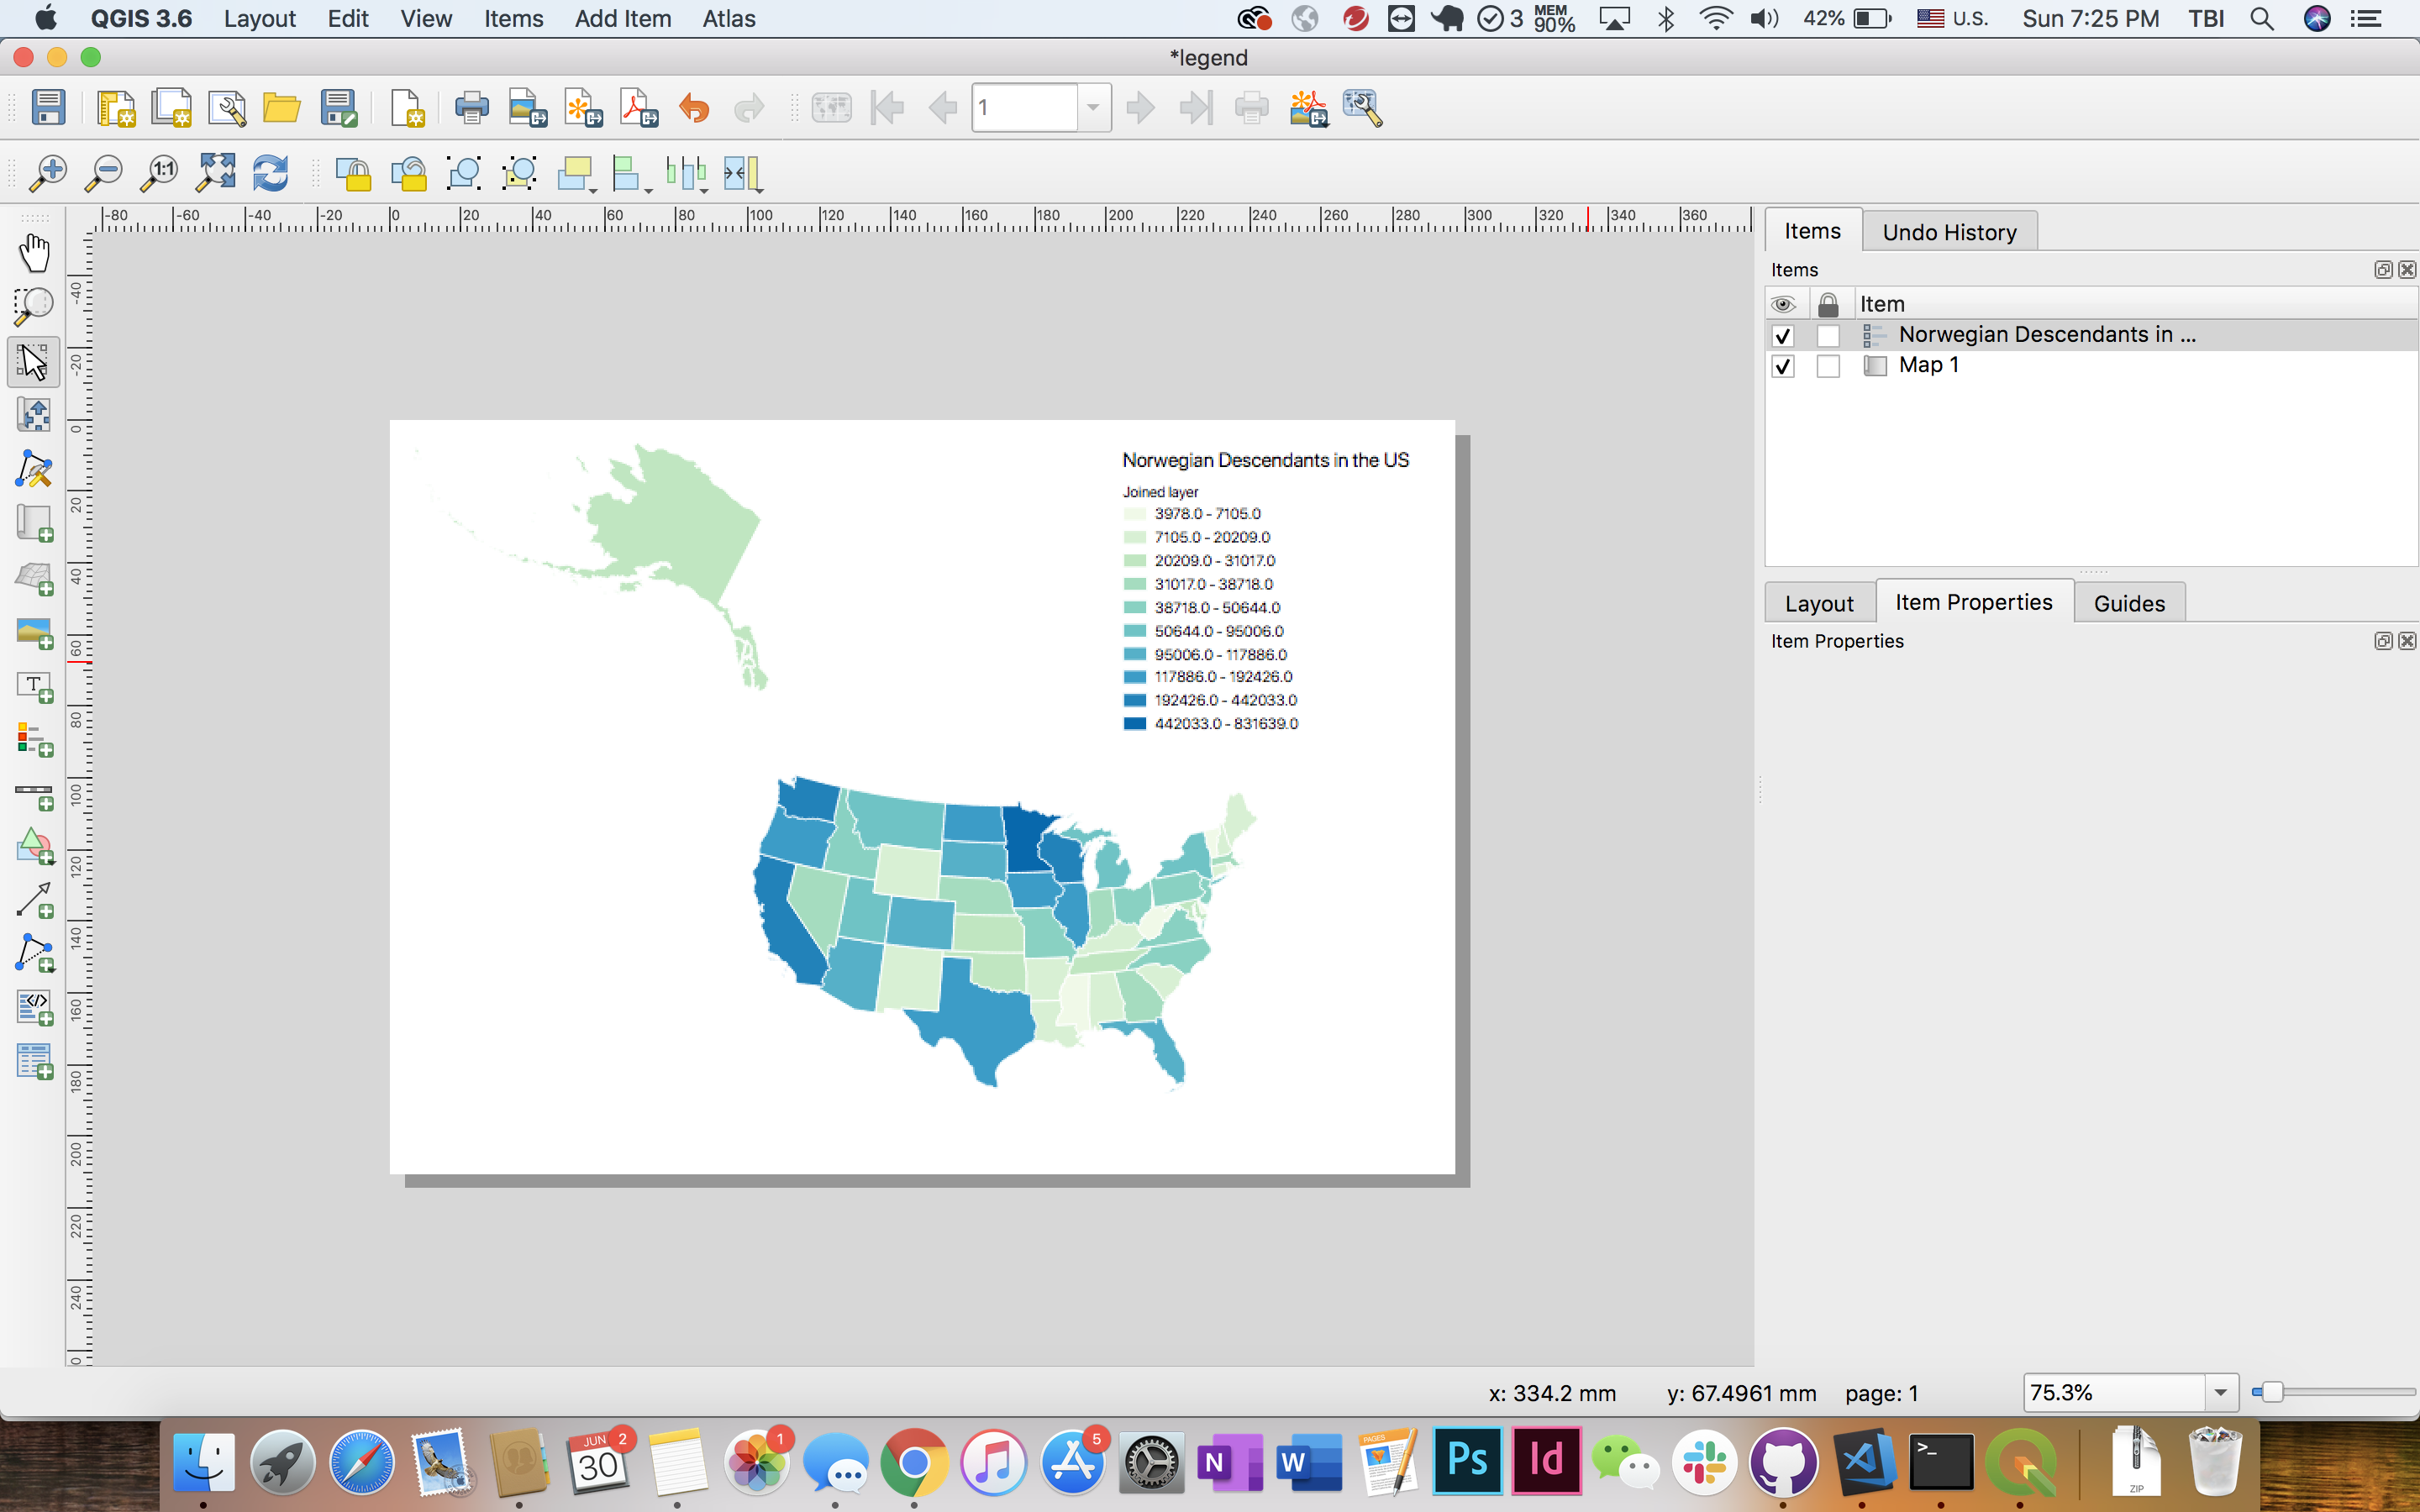 QGIS 3.6 Layout Edit View Items Add Item Atlas 3 MEM 90% 42% U.S. Sun 7:25 PM TBI
*legend
1
1:1
-80 -60 -40 -20 0 20 40 60 80 100 120 140 160 180 200 220 240 260 280 300 320 340 360
-40
-20
0
20
40
60
80
100
120
140
160
180
200
220
240
0
T
</>
Norwegian Descendants in the US
Joined layer
3978.0 - 7105.0
7105.0 - 20209.0
20209.0 - 31017.0
31017.0 - 38718.0
38718.0 - 50644.0
50644.0 - 95006.0
95006.0 - 117886.0
117886.0 - 192426.0
192426.0 - 442033.0
442033.0 - 831639.0
Items Undo History
Items
Item
Norwegian Descendants in ...
Map 1
Layout Item Properties Guides
Item Properties
x: 334.2 mm y: 67.4961 mm page: 1 75.3%
JUN 2
30
1
5
N
W
PAGES
Ps
Id
>_
ZIP